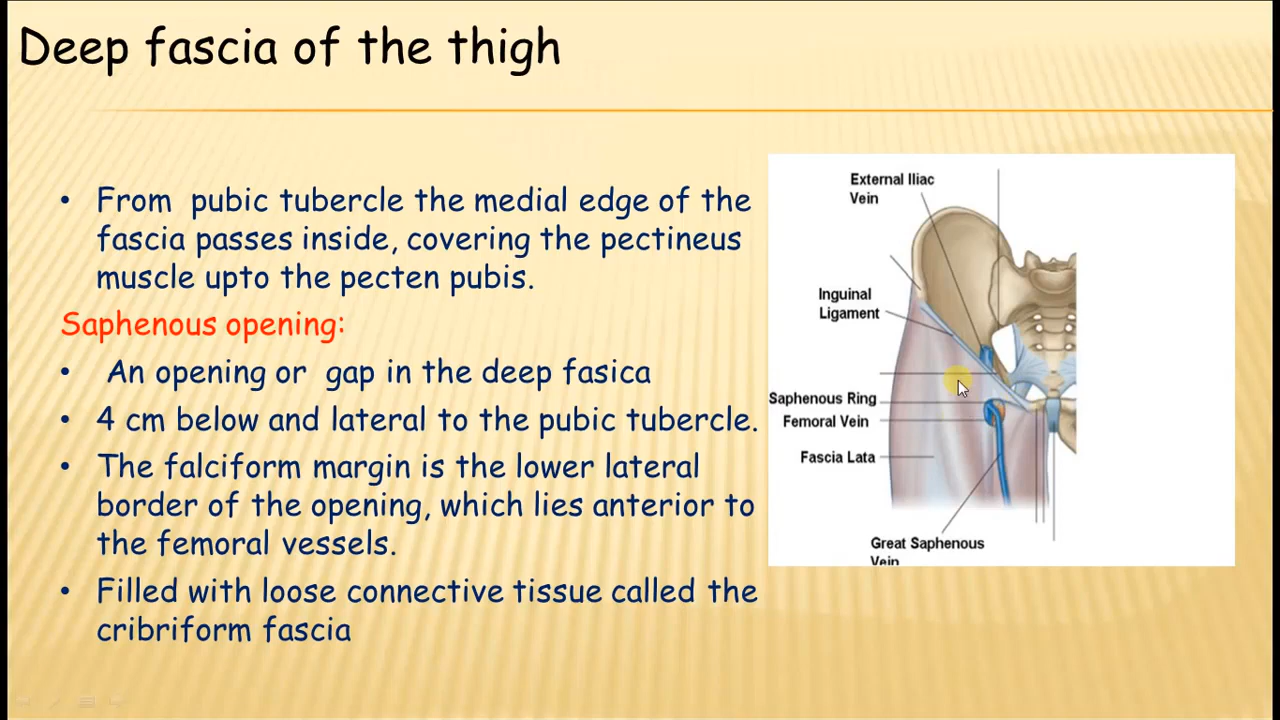 Deep fascia of the thigh
• From pubic tubercle the medial edge of the
fascia passes inside, covering the pectineus
muscle upto the pecten pubis.
Saphenous opening:
• An opening or gap in the deep fasica
• 4 cm below and lateral to the pubic tubercle.
• The falciform margin is the lower lateral
border of the opening, which lies anterior to
the femoral vessels.
• Filled with loose connective tissue called the
cribriform fascia
External Iliac
Vein
Inguinal
Ligament
Saphenous Ring
Femoral Vein
Fascia Lata
Great Saphenous
Vein